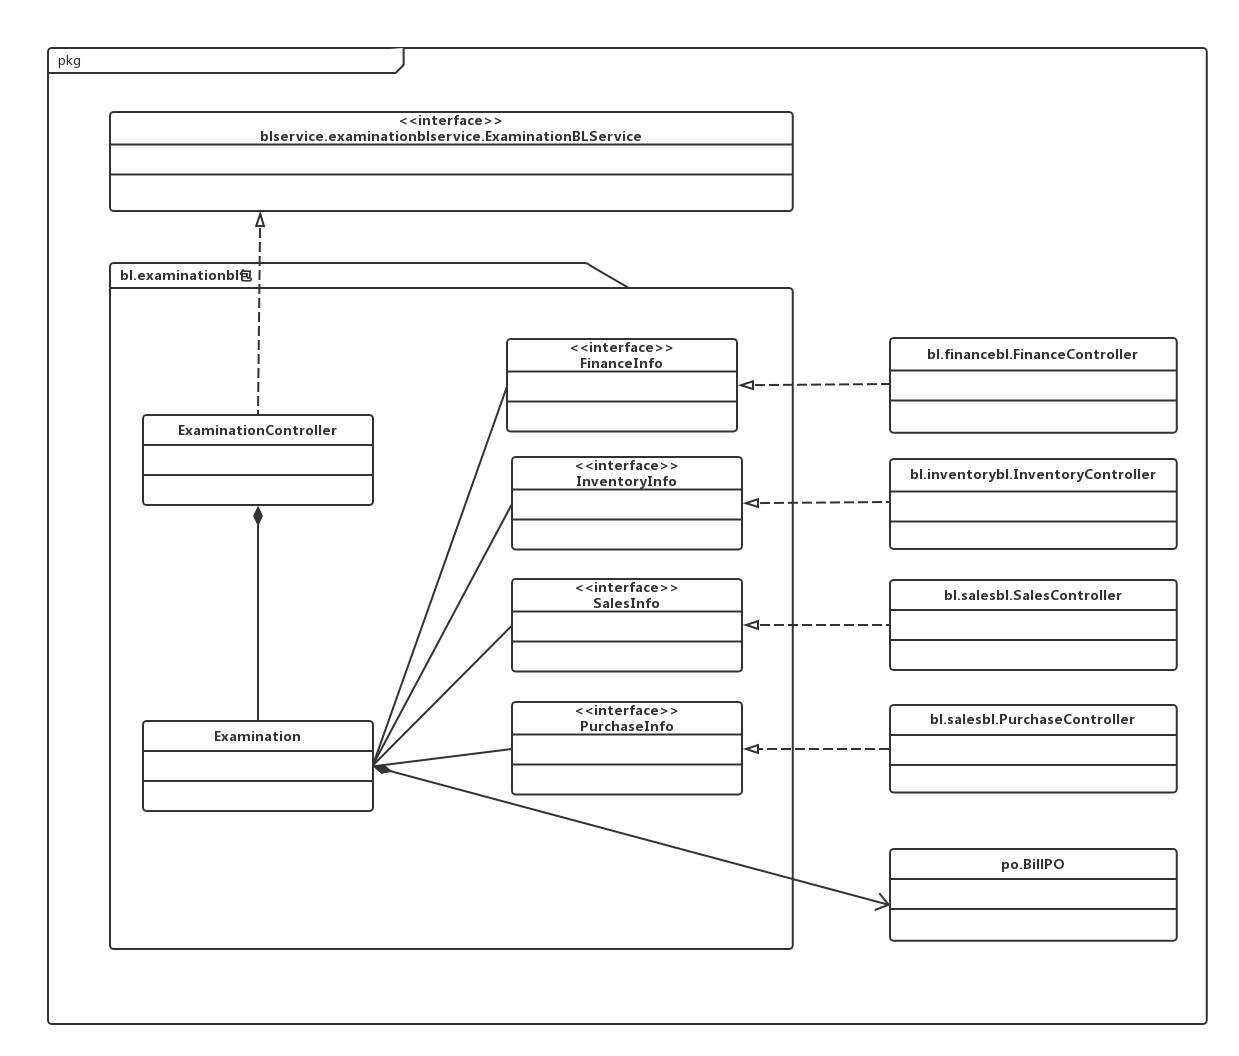 pkg
<<interface>>
blservice.examinationblservice.ExaminationBLService
bl.examinationbl包
<<interface>>
FinanceInfo
bl.financebl.FinanceController
ExaminationController
<<interface>>
InventoryInfo
bl.inventorybl.InventoryController
<<interface>>
SalesInfo
bl.salesbl.SalesController
<<interface>>
PurchaseInfo
bl.salesbl.PurchaseController
Examination
po.BillPO